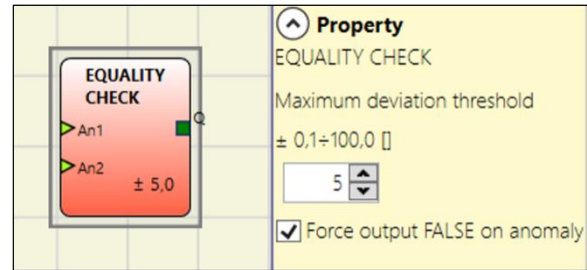 EQUALITY
CHECK
An1
Q
An2
± 5,0
Property
EQUALITY CHECK
Maximum deviation threshold
± 0,1÷100,0 []
5
Force output FALSE on anomaly